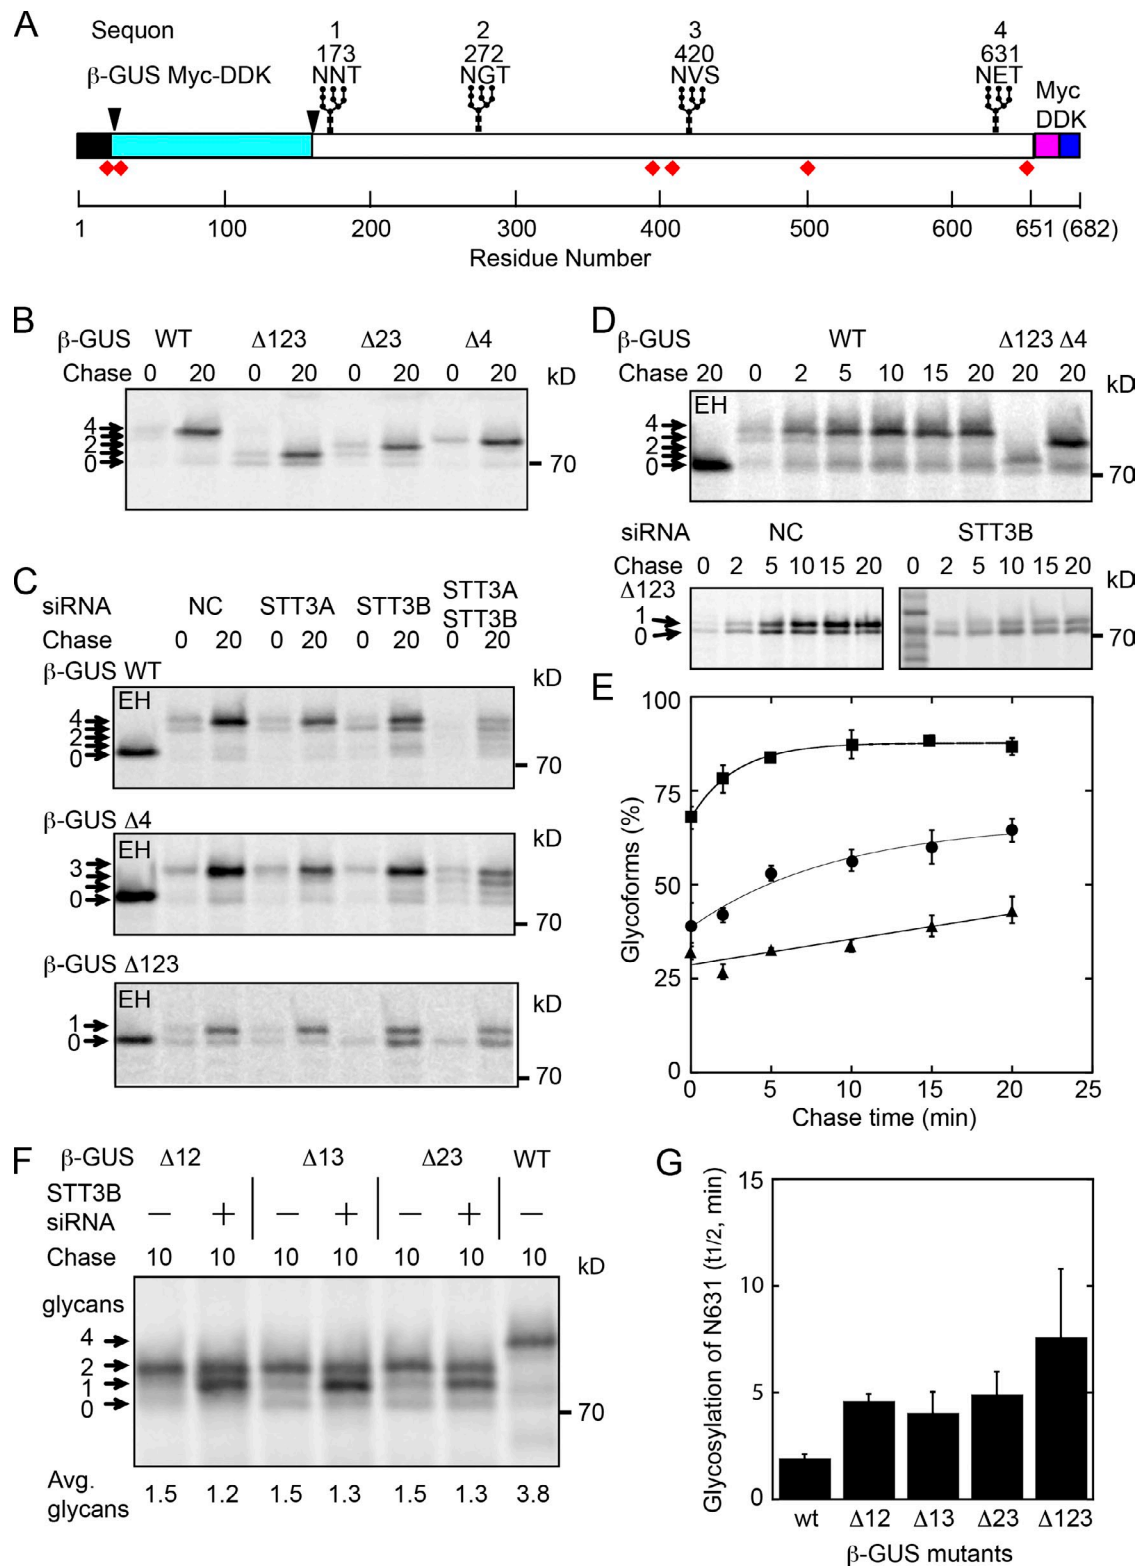 A
Sequon 1 2 3 4
173 272 420 631
β-GUS Myc-DDK NNT NGT NVS NET Myc
DDK
1 100 200 300 400 500 600 651 (682)
Residue Number
B
β-GUS WT Δ123 Δ23 Δ4
Chase 0 20 0 20 0 20 0 20 kD
4
2
0
70
C
siRNA NC STT3A STT3B STT3A
STT3B
Chase 0 20 0 20 0 20 0 20
β-GUS WT
kD
EH
4
2
0
70
β-GUS Δ4
kD
EH
3
0
70
β-GUS Δ123
kD
EH
1
0
70
D
β-GUS WT Δ123 Δ4
Chase 20 0 2 5 10 15 20 20 20 kD
EH
4
2
0
70
siRNA NC STT3B
Chase 0 2 5 10 15 20 0 2 5 10 15 20 kD
Δ123
1
0
70
E
100
75
50
25
0
Glycoforms (%)
0 5 10 15 20 25
Chase time (min)
F
β-GUS Δ12 Δ13 Δ23 WT
STT3B
siRNA — + — + — + —
Chase 10 10 10 10 10 10 10 kD
glycans
4
2
1
0
70
Avg.
glycans 1.5 1.2 1.5 1.3 1.5 1.3 3.8
G
15
10
5
0
Glycosylation of N631 (t1/2, min)
wt Δ12 Δ13 Δ23 Δ123
β-GUS mutants